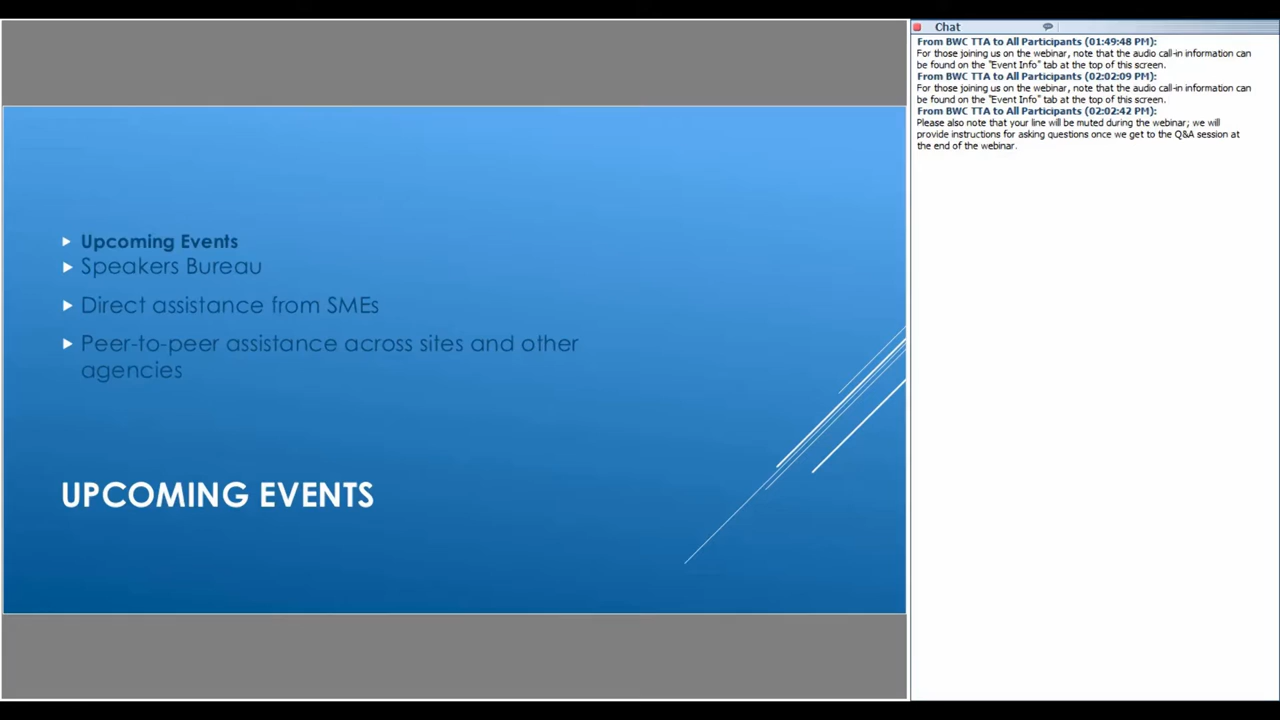 Upcoming Events
Speakers Bureau
Direct assistance from SMEs
Peer-to-peer assistance across sites and other
agencies
UPCOMING EVENTS
Chat
From BWC TTA to All Participants (01:49:48 PM):
For those joining us on the webinar, note that the audio call-in information can
be found on the "Event Info" tab at the top of this screen.
From BWC TTA to All Participants (02:02:09 PM):
For those joining us on the webinar, note that the audio call-in information can
be found on the "Event Info" tab at the top of this screen.
From BWC TTA to All Participants (02:02:42 PM):
Please also note that your line will be muted during the webinar; we will
provide instructions for asking questions once we get to the Q&A session at
the end of the webinar.